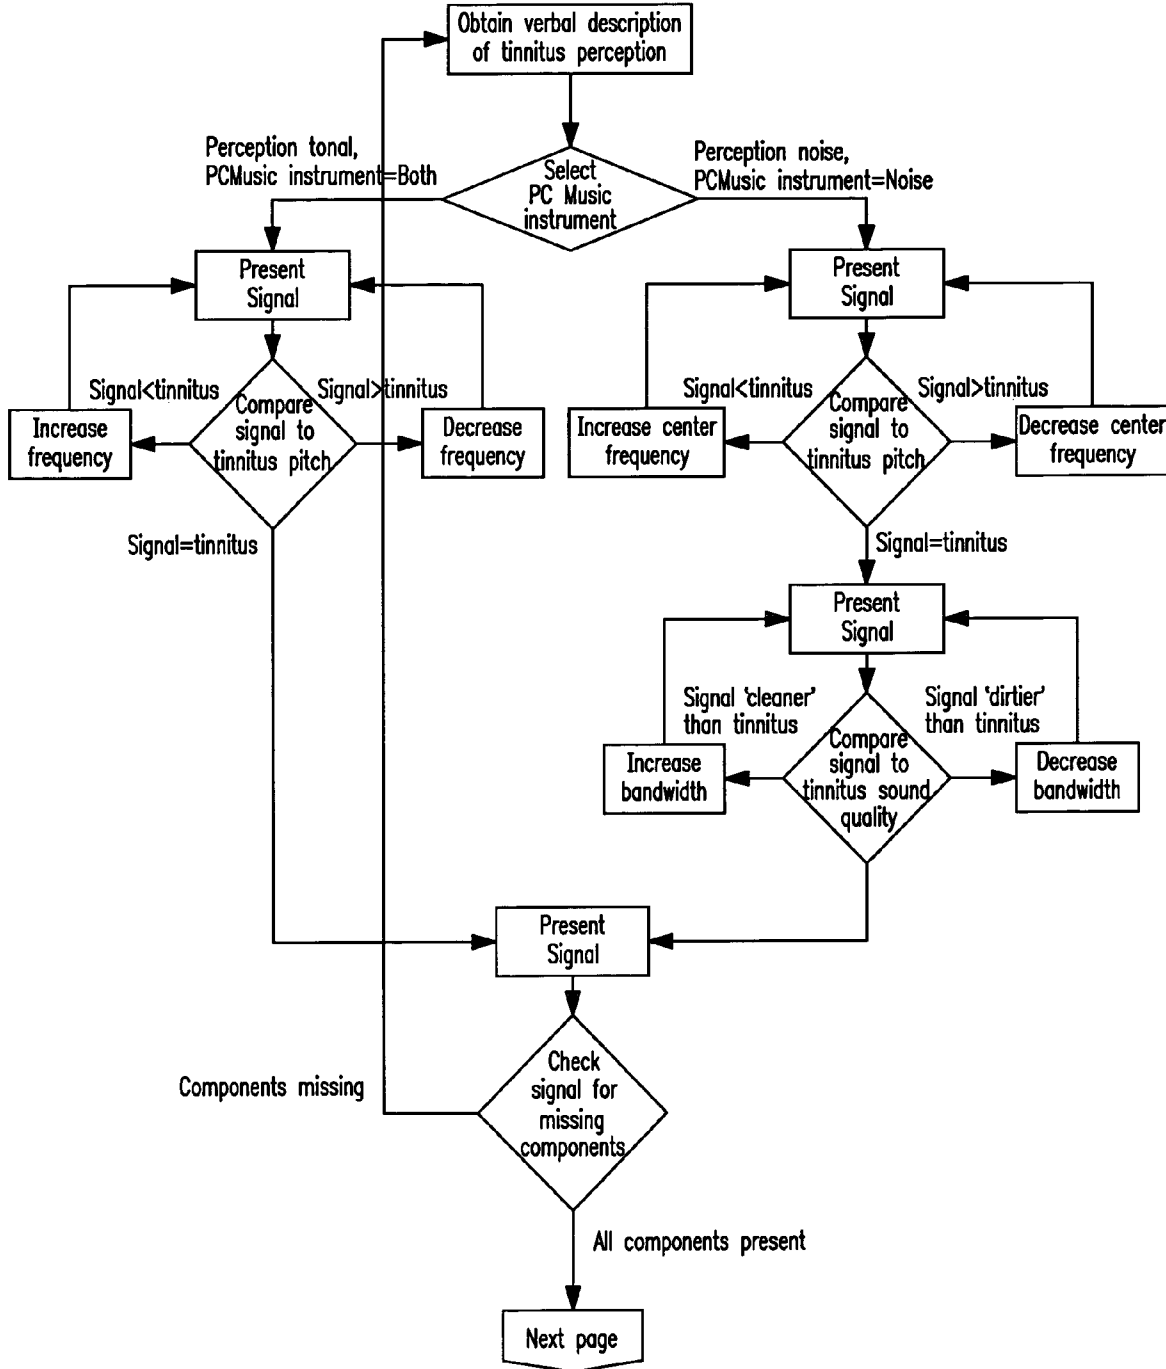 Obtain verbal description
of tinnitus perception
Perception tonal,
PCMusic instrument=Both
Select
PC Music
instrument
Perception noise,
PCMusic instrument=Noise
Present
Signal
Present
Signal
Signal<tinnitus
Signal>tinnitus
Compare
signal to
tinnitus pitch
Increase
frequency
Decrease
frequency
Signal<tinnitus
Signal>tinnitus
Compare
signal to
tinnitus pitch
Increase center
frequency
Decrease center
frequency
Signal=tinnitus
Signal=tinnitus
Present
Signal
Signal 'cleaner'
than tinnitus
Signal 'dirtier'
than tinnitus
Compare
signal to
tinnitus sound
quality
Increase
bandwidth
Decrease
bandwidth
Present
Signal
Check
signal for
missing
components
Components missing
All components present
Next page